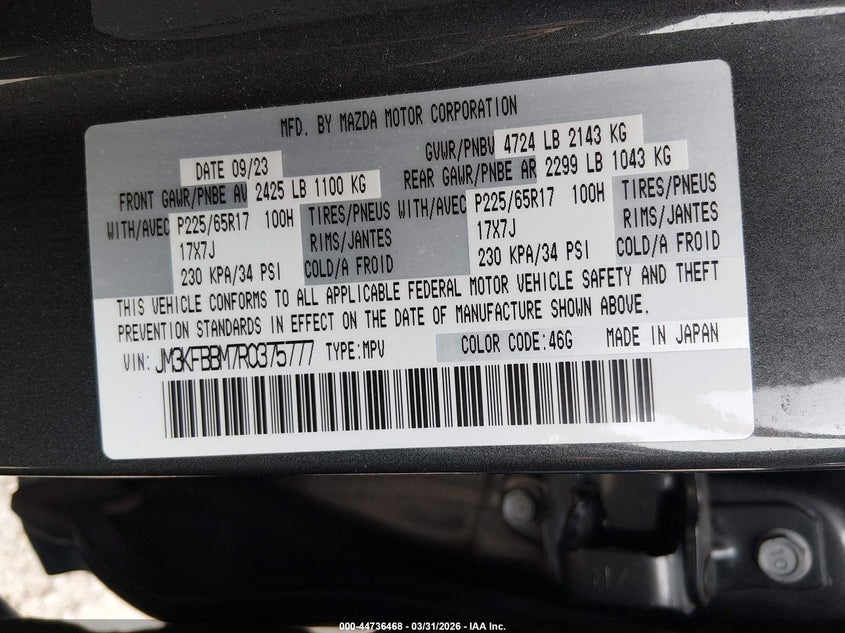 MFD. BY MAZDA MOTOR CORPORATION
DATE 09/23
GVWR/PNBV 4724 LB 2143 KG
FRONT GAWR/PNBE AV 2425 LB 1100 KG
REAR GAWR/PNBE AR 2299 LB 1043 KG
WITH/AVEC P225/65R17 100H TIRES/PNEUS
17X7J RIMS/JANTES
230 KPA/34 PSI COLD/A FROID
WITH/AVEC P225/65R17 100H TIRES/PNEUS
17X7J RIMS/JANTES
230 KPA/34 PSI COLD/A FROID
THIS VEHICLE CONFORMS TO ALL APPLICABLE FEDERAL MOTOR VEHICLE SAFETY AND THEFT
PREVENTION STANDARDS IN EFFECT ON THE DATE OF MANUFACTURE SHOWN ABOVE.
VIN: JM3KFBBM7R0375777 TYPE:MPV COLOR CODE:46G MADE IN JAPAN
10
000-44736468 - 03/31/2026 - IAA Inc.